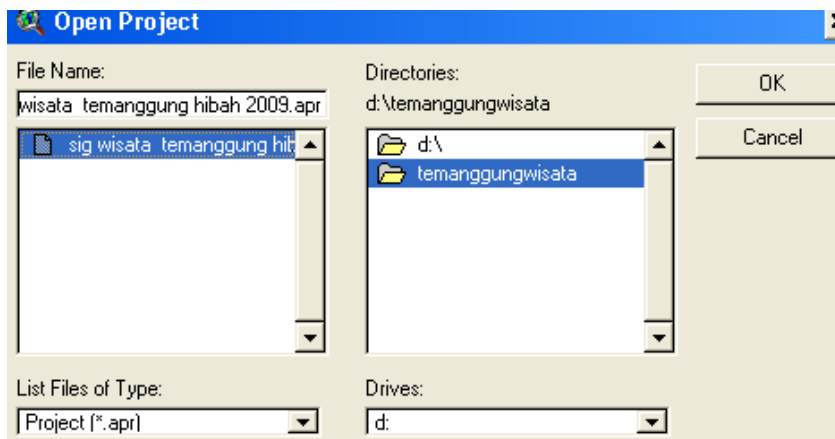 Open Project
File Name:
wisata temanggung hibah 2009.apr
sig wisata temanggung hib
List Files of Type:
Project (*.apr)
Directories:
d:\temanggungwisata
d:\
temanggungwisata
Drives:
d:
OK
Cancel